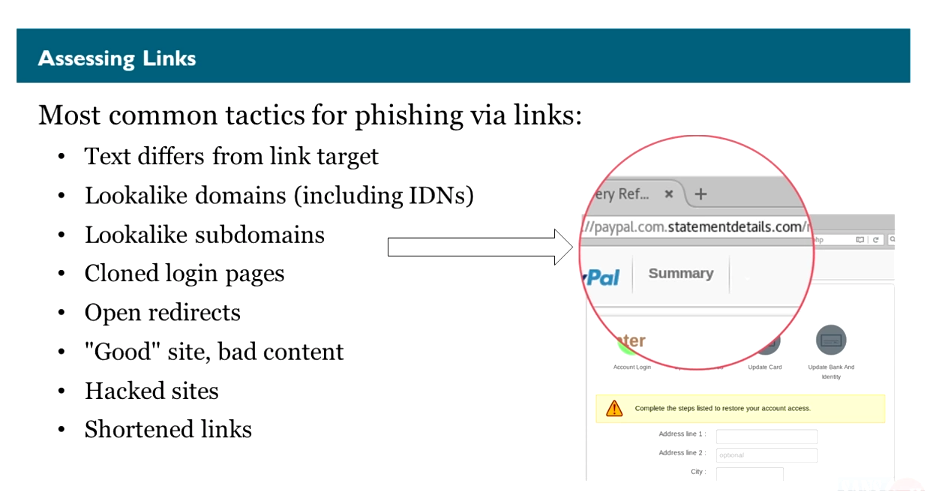 Assessing Links
Most common tactics for phishing via links:
• Text differs from link target
• Lookalike domains (including IDNs)
• Lookalike subdomains
• Cloned login pages
• Open redirects
• "Good" site, bad content
• Hacked sites
• Shortened links
ery Ref... × +
//paypal.com.statementdetails.com/
hp
yPal Summary
nter
Account Login
Update Card
Update Bank And
Identity
Complete the steps listed to restore your account access.
Address line 1 :
Address line 2 : optional
City :